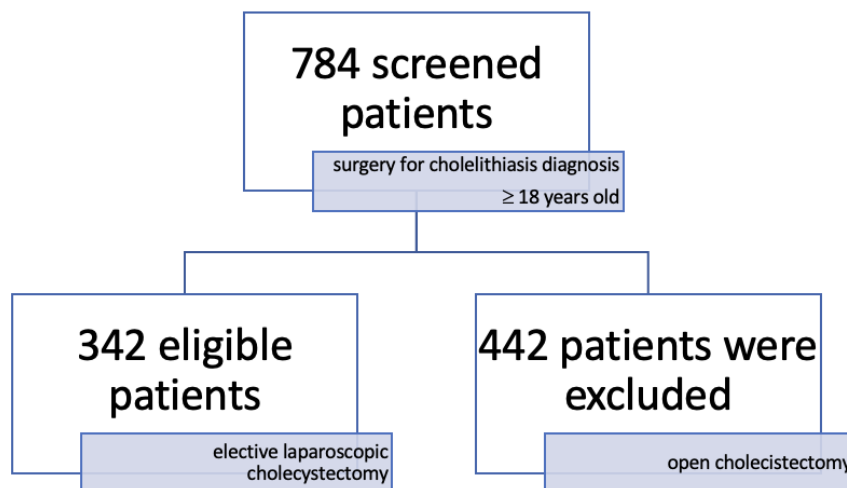 784 screened
patients
surgery for cholelithiasis diagnosis
≥ 18 years old
342 eligible
patients
elective laparoscopic
cholecystectomy
442 patients were
excluded
open cholecistectomy